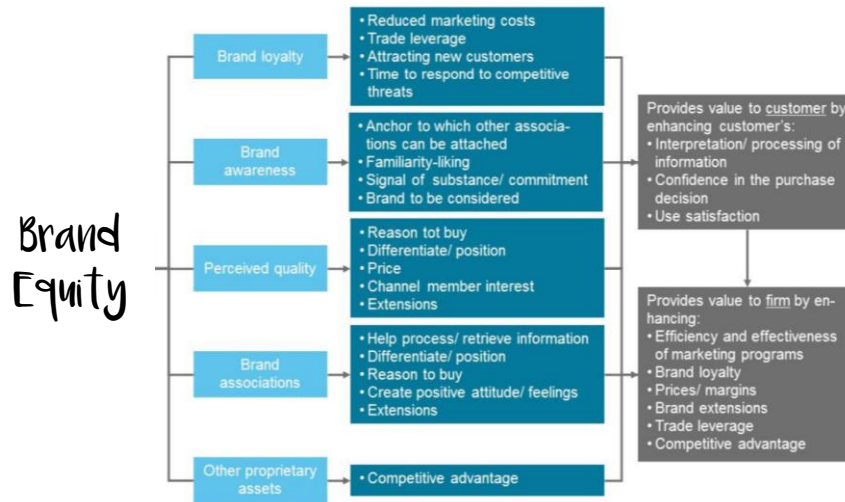 Brand
Equity
Brand loyalty
• Reduced marketing costs
• Trade leverage
• Attracting new customers
• Time to respond to competitive
threats
Brand
awareness
• Anchor to which other associa-
tions can be attached
• Familiarity-liking
• Signal of substance/ commitment
• Brand to be considered
Perceived quality
• Reason tot buy
• Differentiate/ position
• Price
• Channel member interest
• Extensions
Brand
associations
• Help process/ retrieve information
• Differentiate/ position
• Reason to buy
• Create positive attitude/ feelings
• Extensions
Other proprietary
assets
• Competitive advantage
Provides value to customer by
enhancing customer's:
• Interpretation/ processing of
information
• Confidence in the purchase
decision
• Use satisfaction
Provides value to firm by en-
hancing:
• Efficiency and effectiveness
of marketing programs
• Brand loyalty
• Prices/ margins
• Brand extensions
• Trade leverage
• Competitive advantage